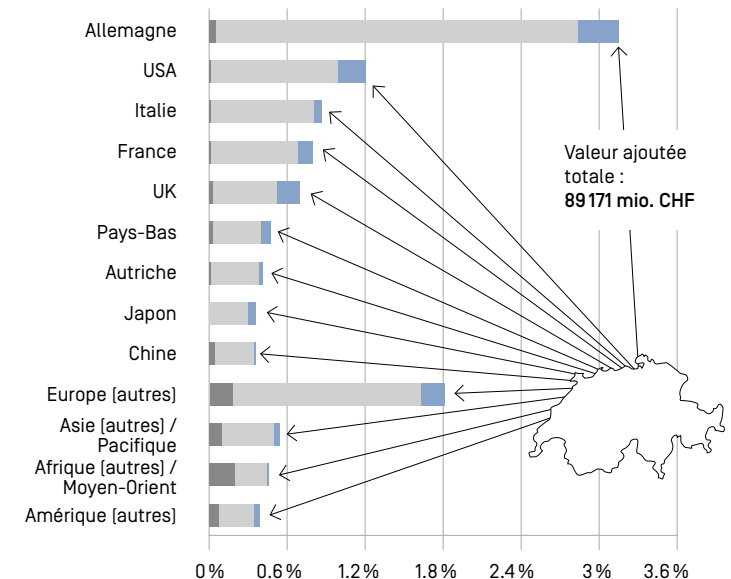 Allemagne
USA
Italie
France
UK
Pays-Bas
Autriche
Japon
Chine
Europe (autres)
Asie (autres) /
Pacifique
Afrique (autres) /
Moyen-Orient
Amérique (autres)
Valeur ajoutée
totale :
89 171 mio. CHF
0 % 0.6 % 1.2 % 1.8 % 2.4 % 3 % 3.6 %